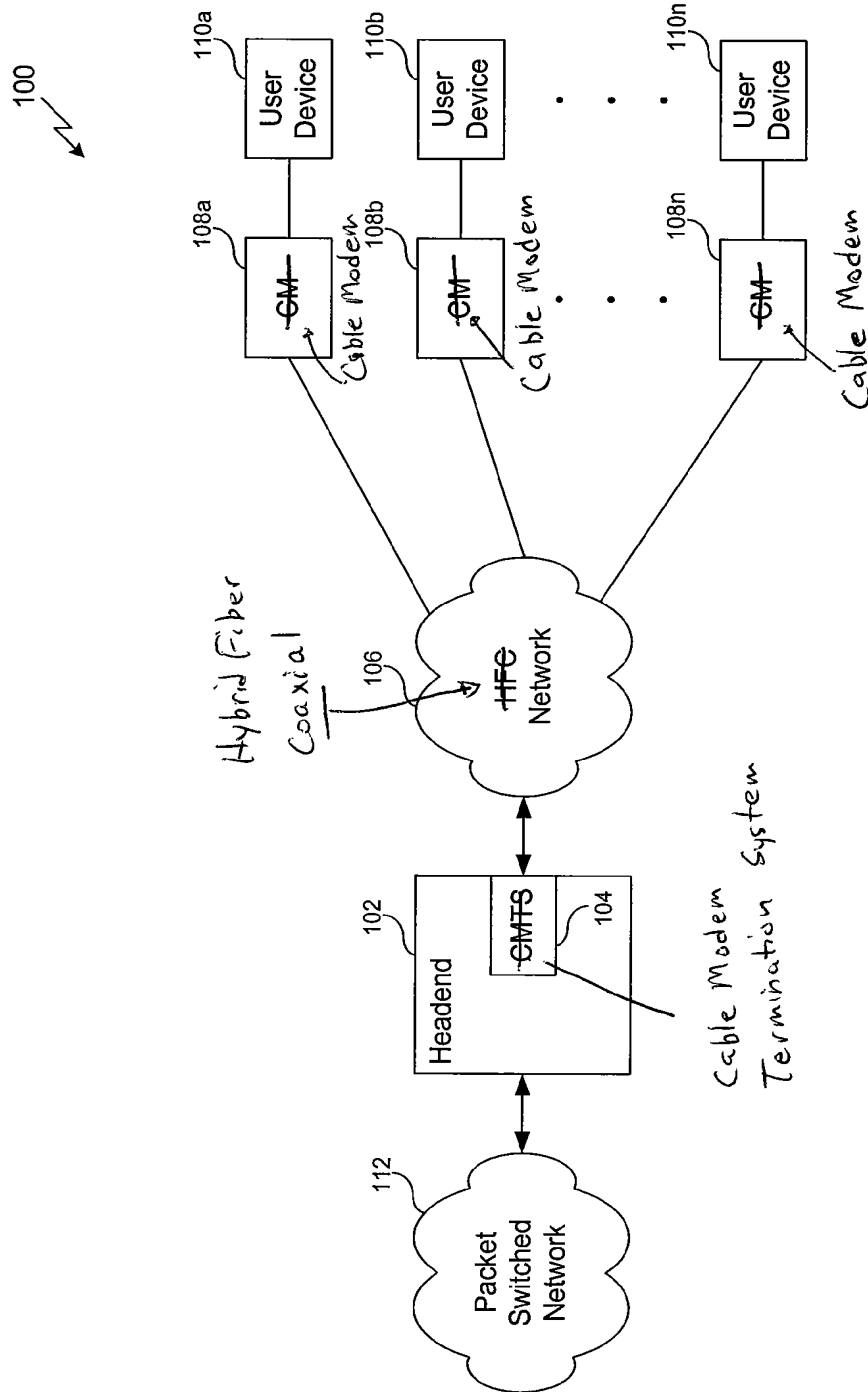 100
110a
User
Device
110b
User
Device
110n
User
Device
108a
CM
Cable Modem
108b
CM
Cable Modem
108n
CM
Cable Modem
Hybrid Fiber
Coaxial
106
HFC
Network
102
Headend
CMTS
104
Cable Modem
Termination System
112
Packet
Switched
Network